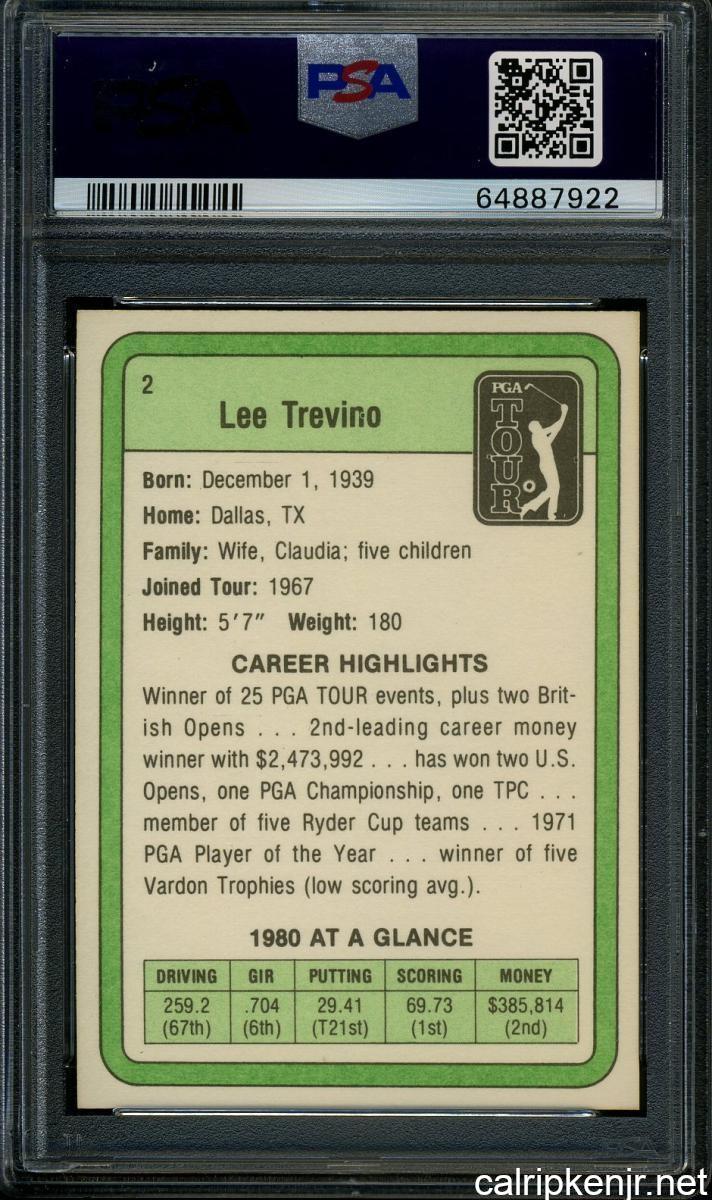 PSA
PSA
64887922
2
Lee Trevino
PGA
TOUR
Born: December 1, 1939
Home: Dallas, TX
Family: Wife, Claudia; five children
Joined Tour: 1967
Height: 5'7" Weight: 180
CAREER HIGHLIGHTS
Winner of 25 PGA TOUR events, plus two Brit-
ish Opens . . . 2nd-leading career money
winner with $2,473,992 . . . has won two U.S.
Opens, one PGA Championship, one TPC . . .
member of five Ryder Cup teams . . . 1971
PGA Player of the Year . . . winner of five
Vardon Trophies (low scoring avg.).
1980 AT A GLANCE
DRIVING GIR PUTTING SCORING MONEY
259.2 .704 29.41 69.73 $385,814
(67th) (6th) (T21st) (1st) (2nd)
calripkenjr.net